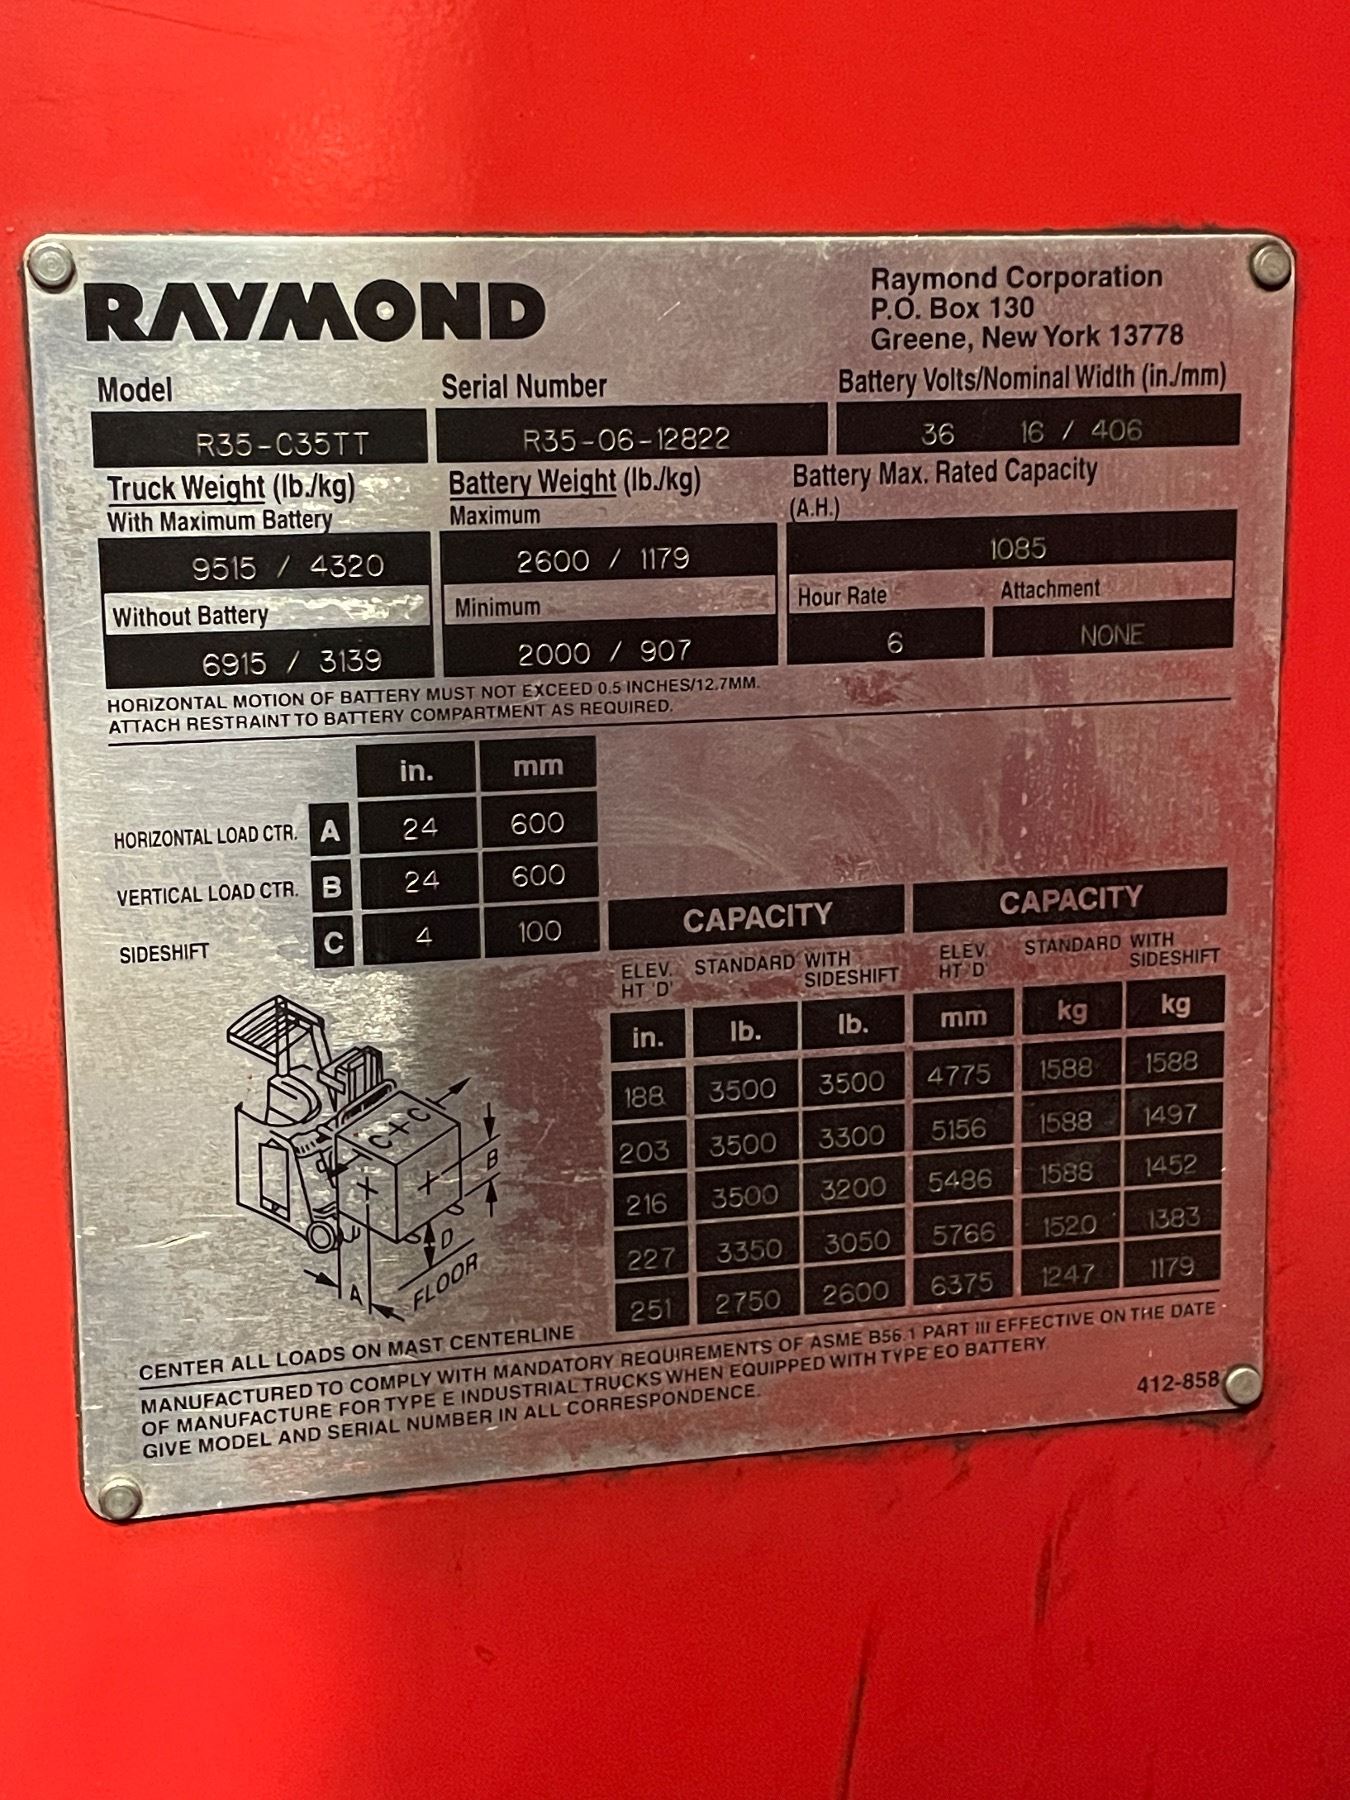 RAYMOND
Raymond Corporation
P.O. Box 130
Greene, New York 13778
Model
Serial Number
Battery Volts/Nominal Width (in./mm)
R35-C35TT
R35-06-12822
36 16 / 406
Truck Weight (lb./kg)
With Maximum Battery
Battery Weight (lb./kg)
Maximum
Battery Max. Rated Capacity
(A.H.)
9515 / 4320
2600 / 1179
1085
Without Battery
Minimum
Hour Rate
Attachment
6915 / 3139
2000 / 907
6
NONE
HORIZONTAL MOTION OF BATTERY MUST NOT EXCEED 0.5 INCHES/12.7MM.
ATTACH RESTRAINT TO BATTERY COMPARTMENT AS REQUIRED.
in. mm
HORIZONTAL LOAD CTR. A 24 600
VERTICAL LOAD CTR. B 24 600
SIDESHIFT C 4 100
CAPACITY CAPACITY
ELEV. STANDARD WITH ELEV. STANDARD WITH
HT 'D' SIDESHIFT HT 'D' SIDESHIFT
in. lb. lb. mm kg kg
188 3500 3500 4775 1588 1588
203 3500 3300 5156 1588 1497
216 3500 3200 5486 1588 1452
227 3350 3050 5766 1520 1383
251 2750 2600 6375 1247 1179
C C
B
D
A
FLOOR
CENTER ALL LOADS ON MAST CENTERLINE
MANUFACTURED TO COMPLY WITH MANDATORY REQUIREMENTS OF ASME B56.1 PART III EFFECTIVE ON THE DATE
OF MANUFACTURE FOR TYPE E INDUSTRIAL TRUCKS WHEN EQUIPPED WITH TYPE EO BATTERY.
GIVE MODEL AND SERIAL NUMBER IN ALL CORRESPONDENCE.
412-858